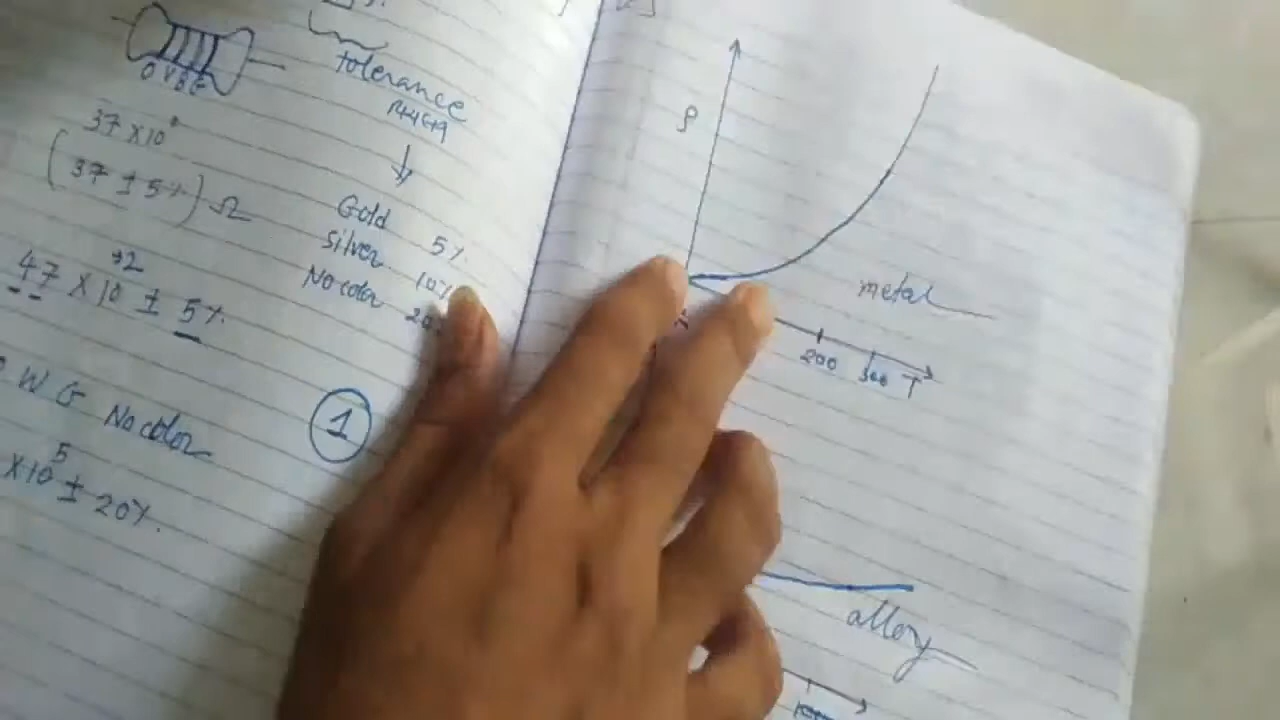 tolerance
O V B G
37 × 10⁰
(37 ± 5%) Ω
Gold 5%
Silver 10%
No color 20
47 × 10⁺² ± 5%
W G No color
× 10⁵ ± 20%.
1
ρ
metal
200 300 T
alloy